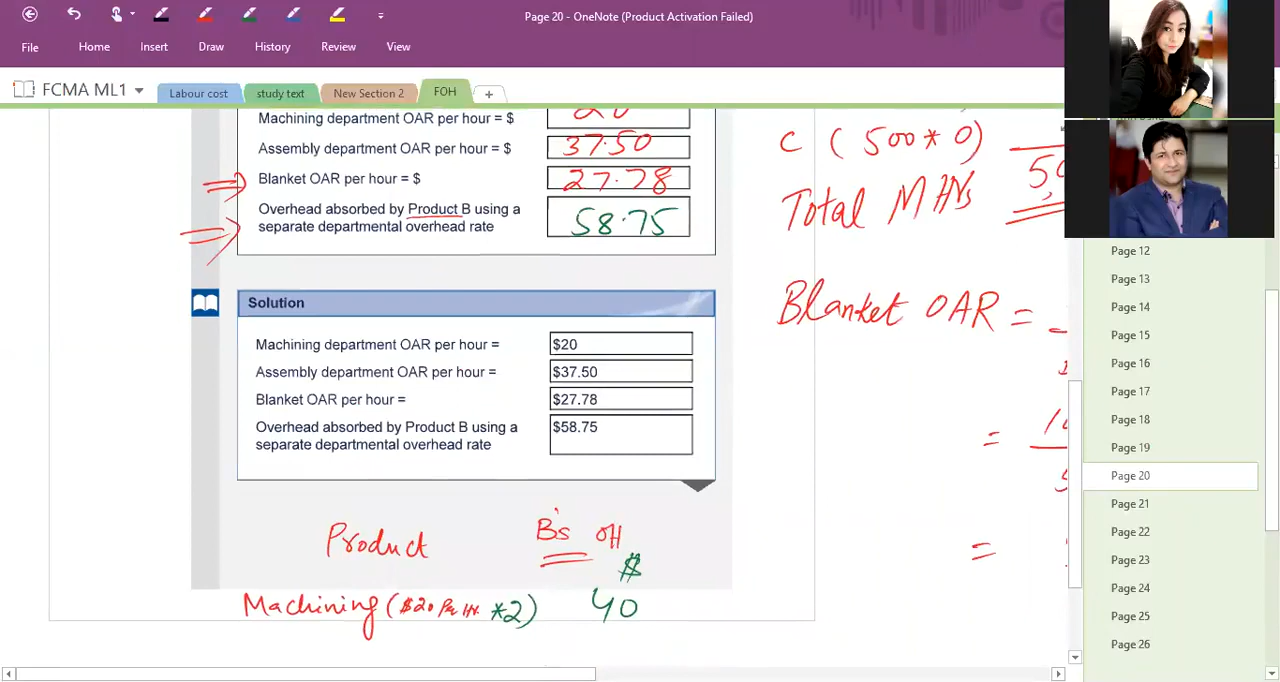 Page 20 - OneNote (Product Activation Failed)
File Home Insert Draw History Review View
FCMA ML1 Labour cost study text New Section 2 FOH +
Machining department OAR per hour = $ 20
Assembly department OAR per hour = $ 37.50
Blanket OAR per hour = $ 27.78
Overhead absorbed by Product B using a
separate departmental overhead rate 58.75
Solution
Machining department OAR per hour = $20
Assembly department OAR per hour = $37.50
Blanket OAR per hour = $27.78
Overhead absorbed by Product B using a
separate departmental overhead rate $58.75
Product B's OH
$
Machining ($20 Per Hr. *2) 40
C (500 * 0)
Total MHs
Blanket OAR =
=
=
Page 12
Page 13
Page 14
Page 15
Page 16
Page 17
Page 18
Page 19
Page 20
Page 21
Page 22
Page 23
Page 24
Page 25
Page 26